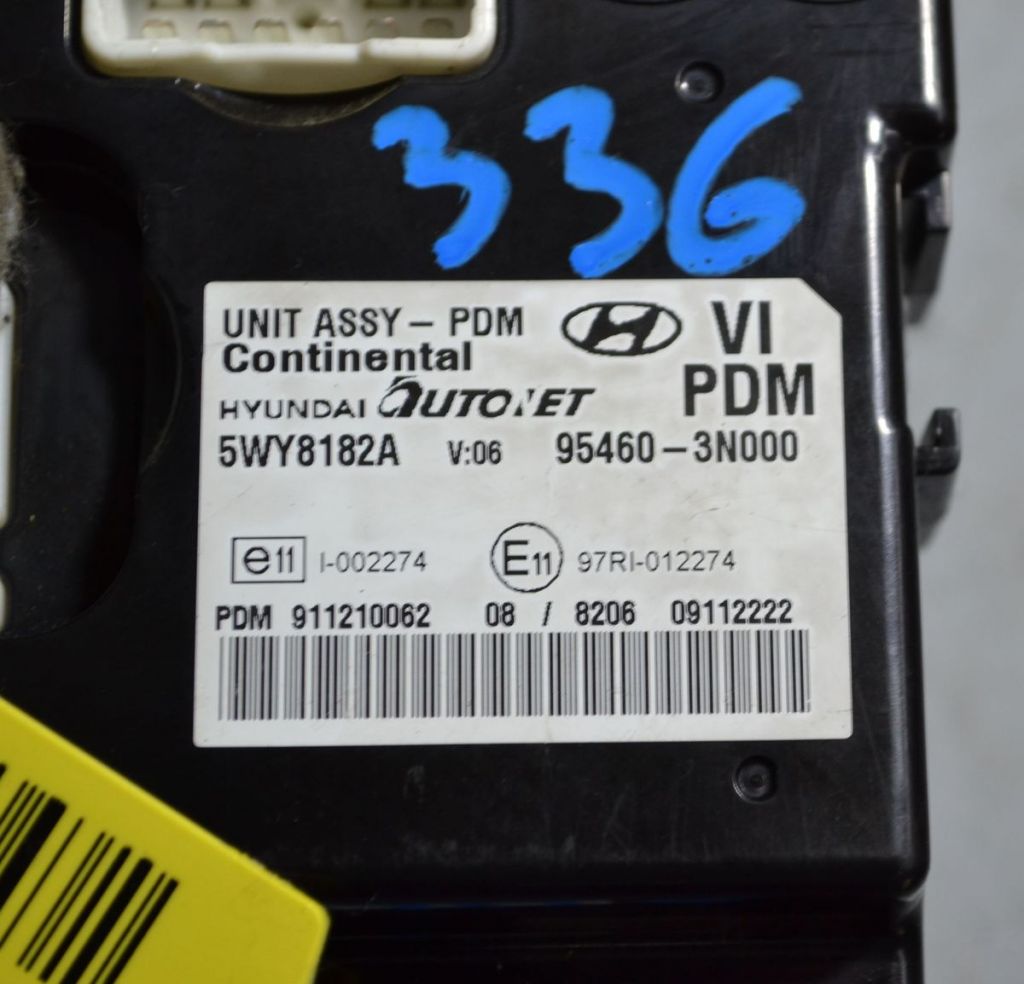 336
UNIT ASSY – PDM VI
Continental PDM
HYUNDAI AUTONET
5WY8182A V:06 95460 – 3N000
e11 I-002274 E11 97RI-012274
PDM 911210062 08 / 8206 09112222